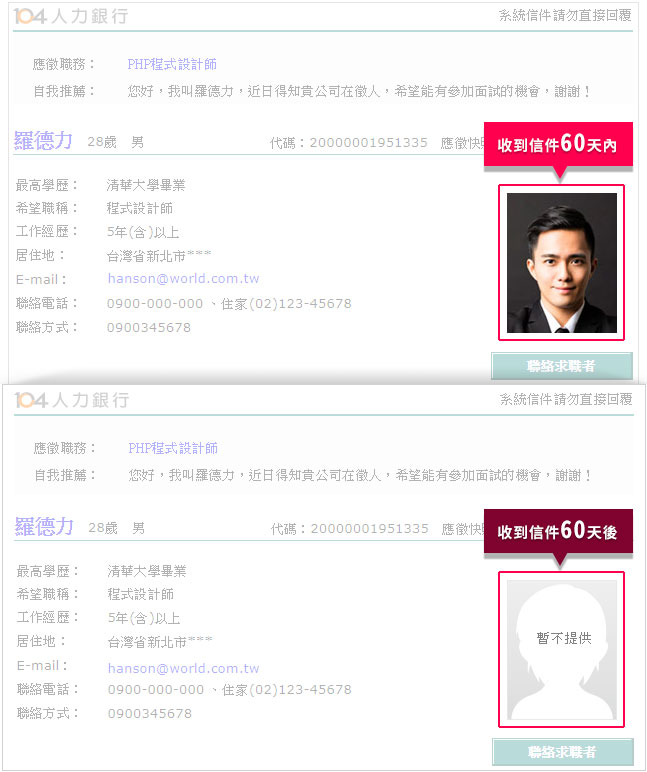 104人力銀行 系統信件請勿直接回覆
應徵職務： PHP程式設計師
自我推薦： 您好，我叫羅德力，近日得知貴公司在徵人，希望能有參加面試的機會，謝謝！
羅德力 28歲 男 代碼：20000001951335 應徵快
收到信件60天內
最高學歷： 清華大學畢業
希望職稱： 程式設計師
工作經歷： 5年(含)以上
居住地： 台灣省新北市***
E-mail： hanson@world.com.tw
聯絡電話： 0900-000-000 、住家(02)123-45678
聯絡方式： 0900345678
聯絡求職者
104人力銀行 系統信件請勿直接回覆
應徵職務： PHP程式設計師
自我推薦： 您好，我叫羅德力，近日得知貴公司在徵人，希望能有參加面試的機會，謝謝！
羅德力 28歲 男 代碼：20000001951335 應徵快
收到信件60天後
最高學歷： 清華大學畢業
希望職稱： 程式設計師
工作經歷： 5年(含)以上
居住地： 台灣省新北市***
暫不提供
E-mail： hanson@world.com.tw
聯絡電話： 0900-000-000 、住家(02)123-45678
聯絡方式： 0900345678
聯絡求職者